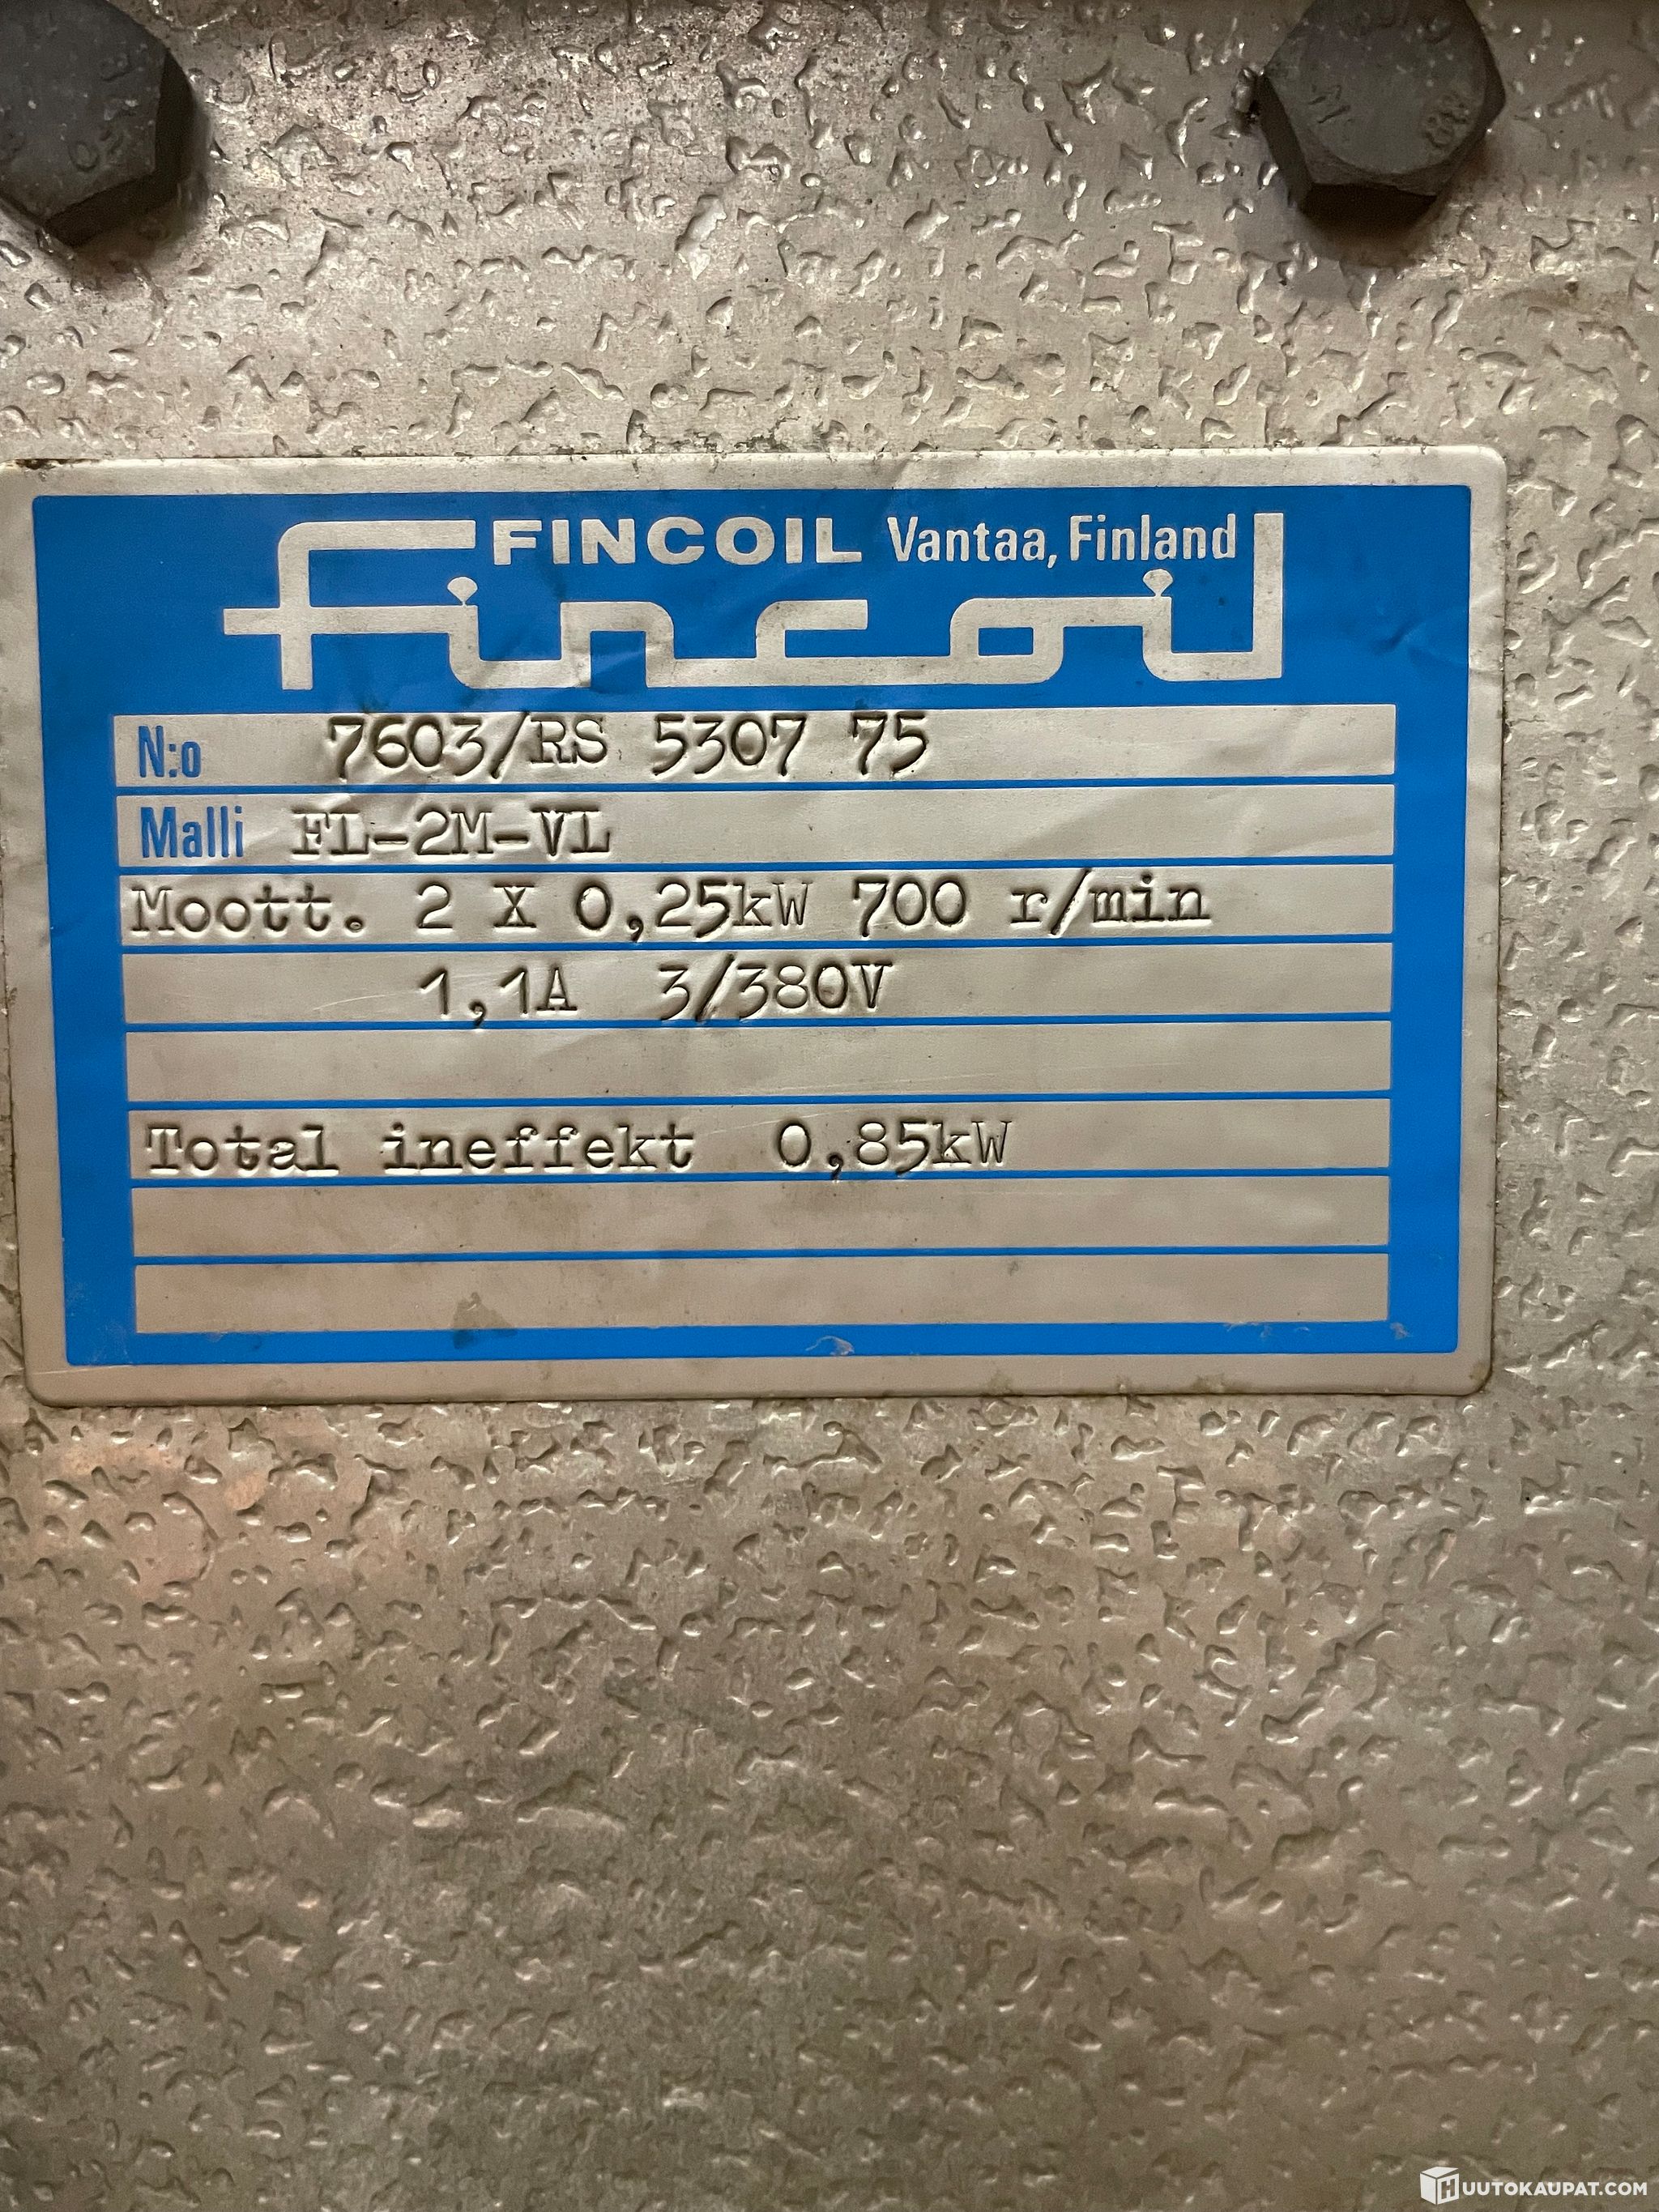 FINCOIL Vantaa, Finland
fincoil
N:o 7603/RS 5307 75
Malli FL-2M-VL
Moott. 2 X 0,25kW 700 r/min
1,1A 3/380V
Total ineffekt 0,85kW
HUUTOKAUPAT.COM